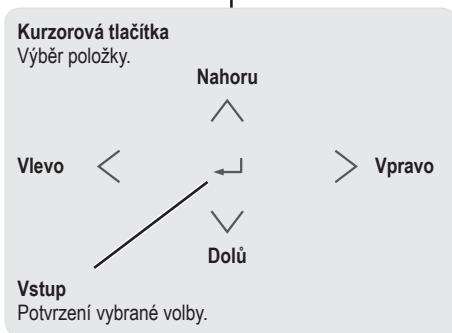 Kurzorová tlačítka
Výběr položky.
Nahoru
Vlevo
Vpravo
Dolů
Vstup
Potvrzení vybrané volby.